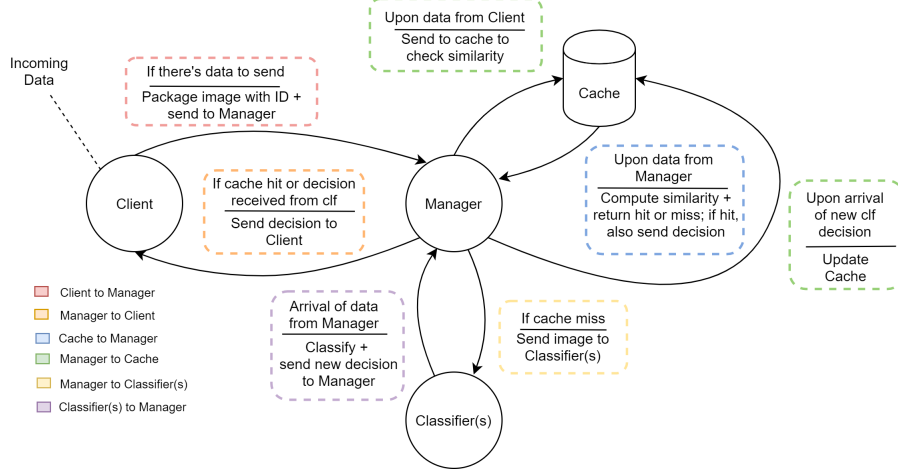 Upon data from Client
Send to cache to
check similarity
Incoming
Data
If there's data to send
Package image with ID +
send to Manager
Cache
Client
If cache hit or decision
received from clf
Send decision to
Client
Manager
Upon data from
Manager
Compute similarity +
return hit or miss; if hit,
also send decision
Upon arrival
of new clf
decision
Update
Cache
Client to Manager
Manager to Client
Cache to Manager
Manager to Cache
Manager to Classifier(s)
Classifier(s) to Manager
Arrival of data
from Manager
Classify +
send new decision
to Manager
If cache miss
Send image to
Classifier(s)
Classifier(s)